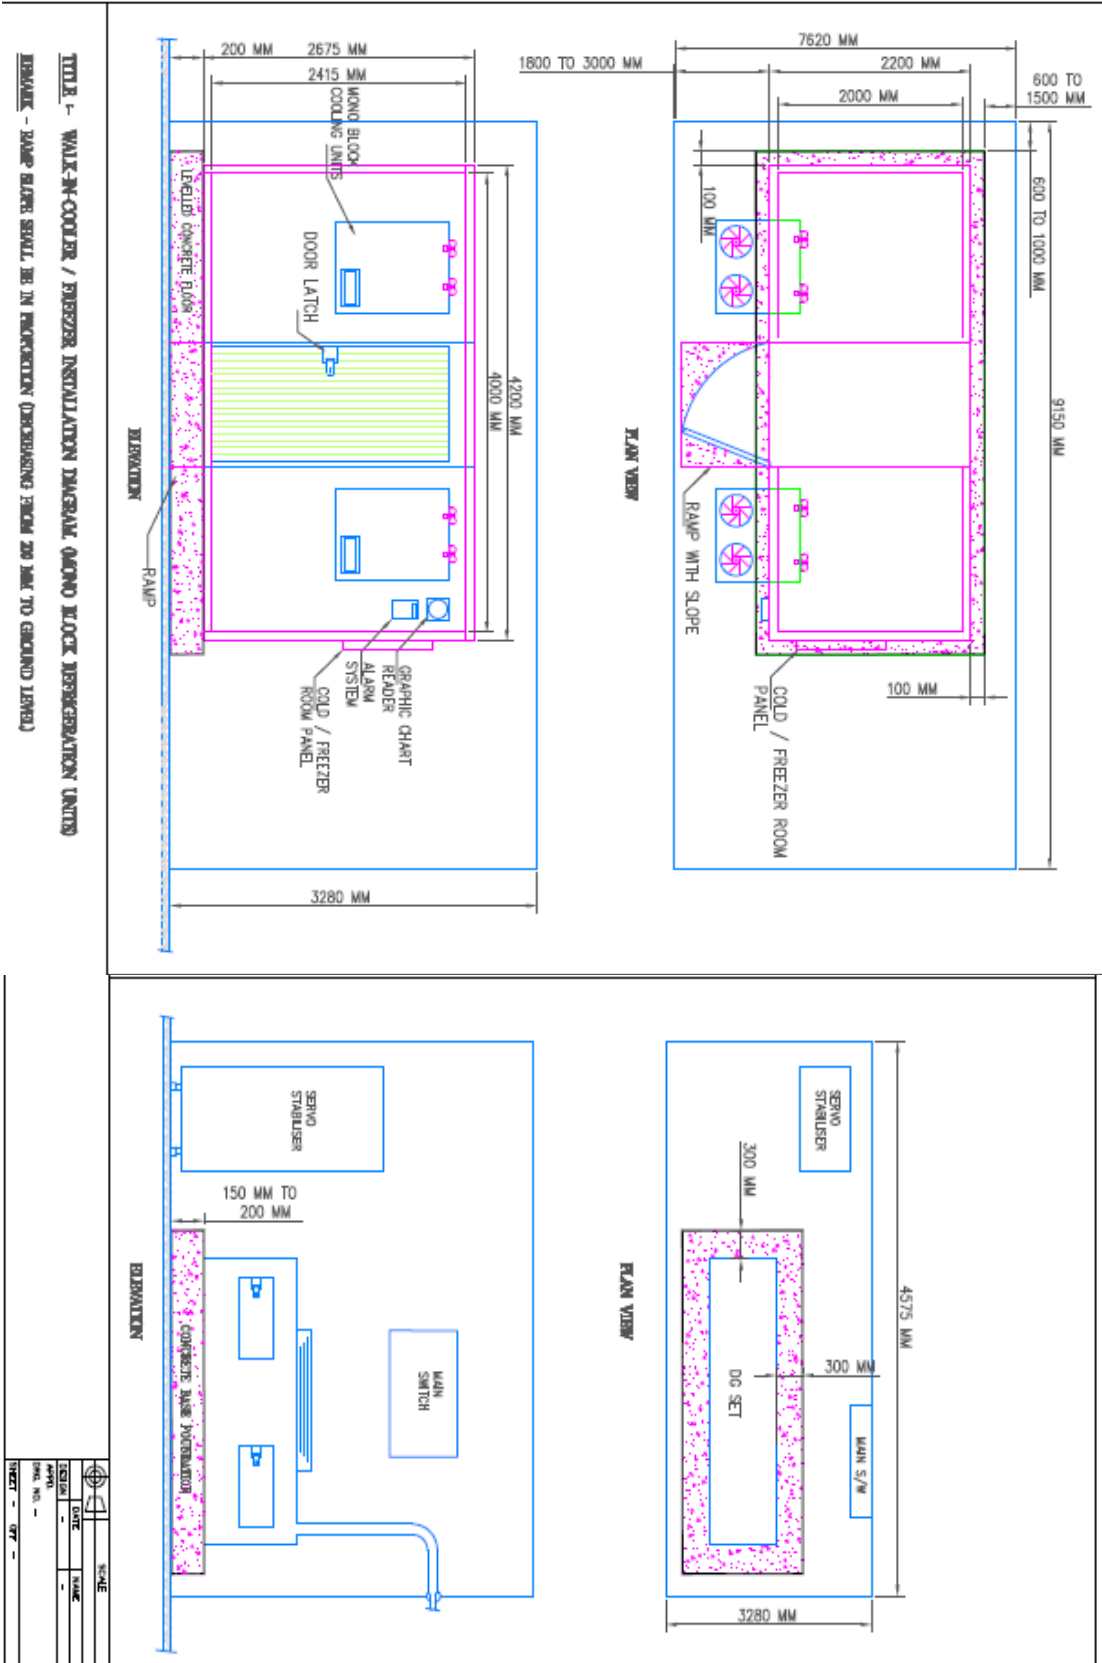 7620 MM
1800 TO 3000 MM
2200 MM
2000 MM
600 TO
1500 MM
600 TO 1000 MM
9150 MM
100 MM
RAMP WITH SLOPE
100 MM
COLD / FREEZER ROOM
PANEL
PLAN VIEW
200 MM
2675 MM
2415 MM
MONO BLOCK
COOLING UNITS
DOOR LATCH
4200 MM
4000 MM
LEVELLED CONCRETE FLOOR
RAMP
GRAPHIC CHART
READER
ALARM
SYSTEM
COLD / FREEZER
ROOM PANEL
3280 MM
ELEVATION
TITLE :- WALK-IN-COOLER / FREEZER INSTALLATION DIAGRAM (MONO BLOCK REFRIGERATION UNITS)
REMARK - RAMP SLOPE SHALL BE IN PROPORTION (DECREASING FROM 20 MM TO GROUND LEVEL)
SERVO
STABILISER
300 MM
4575 MM
300 MM
DG SET
MAIN S/W
3280 MM
PLAN VIEW
SERVO
STABILISER
150 MM TO
200 MM
MAIN
SWITCH
CONCRETE BASE FOUNDATION
ELEVATION
SCALE
DATE
NAME
DESIGN - -
APPD.
DRG. NO. -
SHEET - OFF -